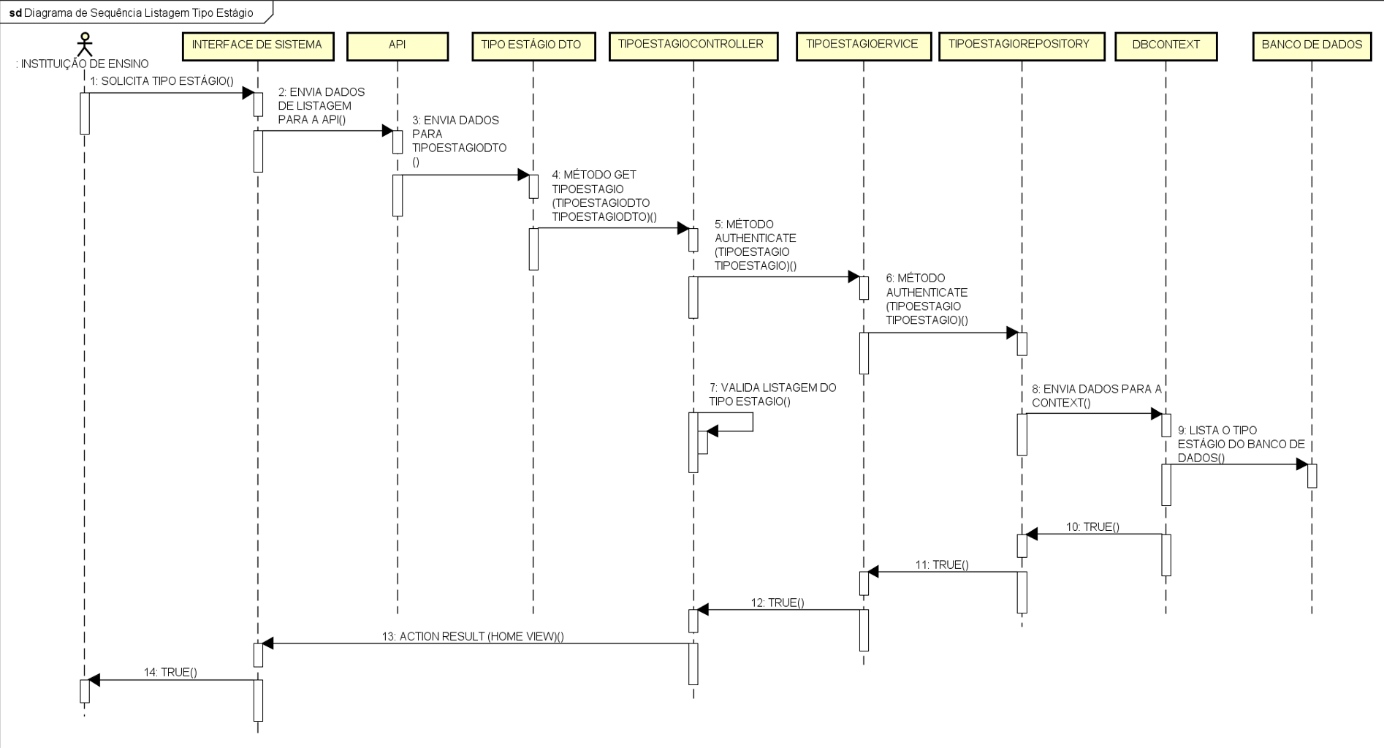 sd Diagrama de Sequência Listagem Tipo Estágio
: INSTITUIÇÃO DE ENSINO
INTERFACE DE SISTEMA
API
TIPO ESTÁGIO DTO
TIPOESTAGIOCONTROLLER
TIPOESTAGIOERVICE
TIPOESTAGIOREPOSITORY
DBCONTEXT
BANCO DE DADOS
1: SOLICITA TIPO ESTÁGIO()
2: ENVIA DADOS
DE LISTAGEM
PARA A API()
3: ENVIA DADOS
PARA
TIPOESTAGIODTO
()
4: MÉTODO GET
TIPOESTAGIO
(TIPOESTAGIODTO
TIPOESTAGIODTO)()
5: MÉTODO
AUTHENTICATE
(TIPOESTAGIO
TIPOESTAGIO)()
6: MÉTODO
AUTHENTICATE
(TIPOESTAGIO
TIPOESTAGIO)()
7: VALIDA LISTAGEM DO
TIPO ESTAGIO()
8: ENVIA DADOS PARA A
CONTEXT()
9: LISTA O TIPO
ESTÁGIO DO BANCO DE
DADOS()
10: TRUE()
11: TRUE()
12: TRUE()
13: ACTION RESULT (HOME VIEW)()
14: TRUE()